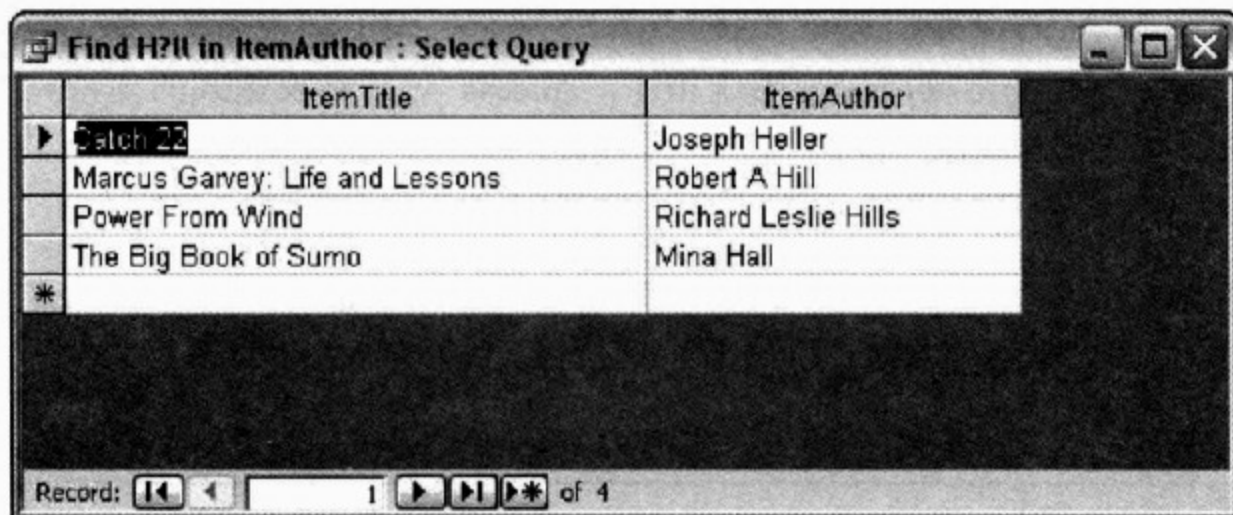 Find H?ll in ItemAuthor : Select Query
ItemTitle ItemAuthor
Catch 22 Joseph Heller
Marcus Garvey: Life and Lessons Robert A Hill
Power From Wind Richard Leslie Hills
The Big Book of Sumo Mina Hall
Record: 1 of 4